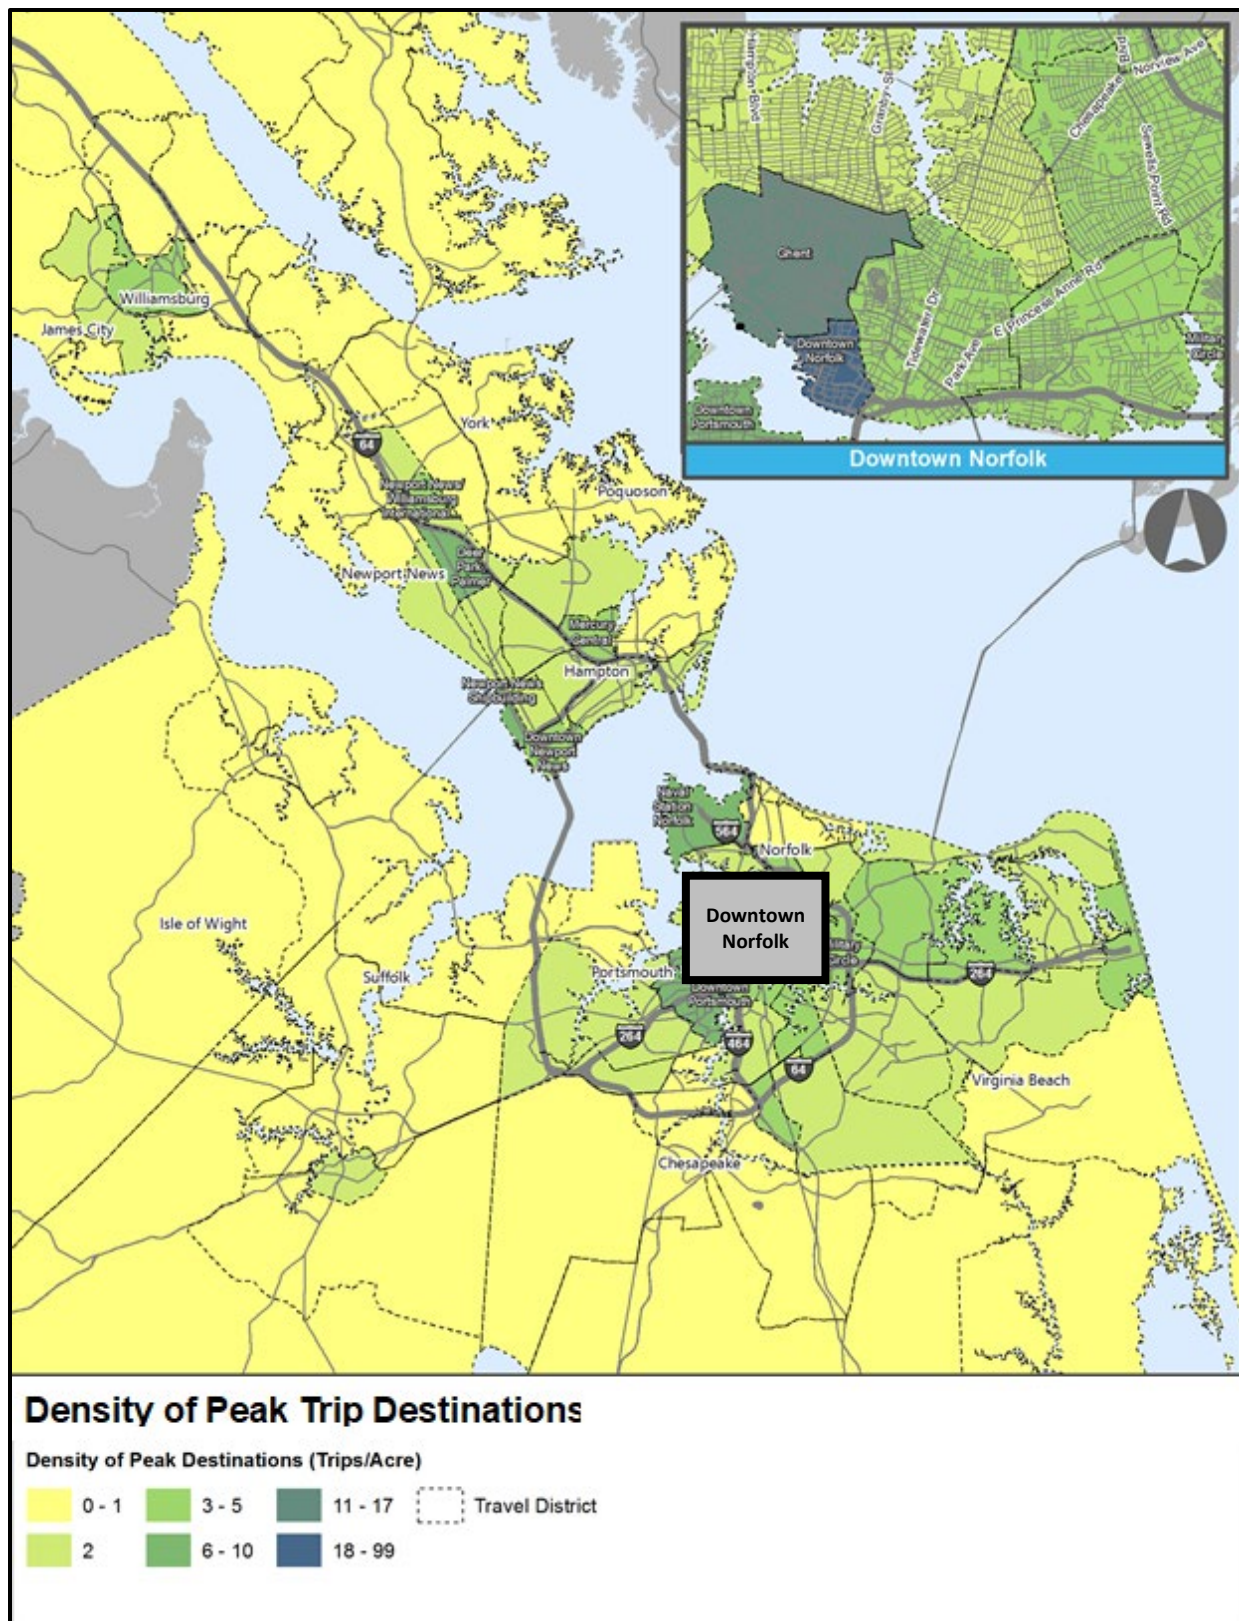 Hampton Blvd
Granby St
Chesapeake Blvd
Norview Ave
Sewells Point Rd
Ghent
Tidewater Dr
E Princess Anne Rd
Park Ave
Military
Circle
Downtown
Norfolk
Downtown
Portsmouth
Downtown Norfolk
Williamsburg
James City
64
York
Newport News/
Williamsburg
International
Poquoson
Newport News
Deer
Park,
Palmer
Mercury
Central
Hampton
Newport News
Shipbuilding
Downtown
Newport
News
Naval
Station
Norfolk
564
Norfolk
Downtown
Norfolk
Military
Circle
Isle of Wight
Suffolk
Portsmouth
Downtown
Portsmouth
264
264
464
64
Virginia Beach
Chesapeake
Density of Peak Trip Destinations
Density of Peak Destinations (Trips/Acre)
0 - 1
3 - 5
11 - 17
Travel District
2
6 - 10
18 - 99